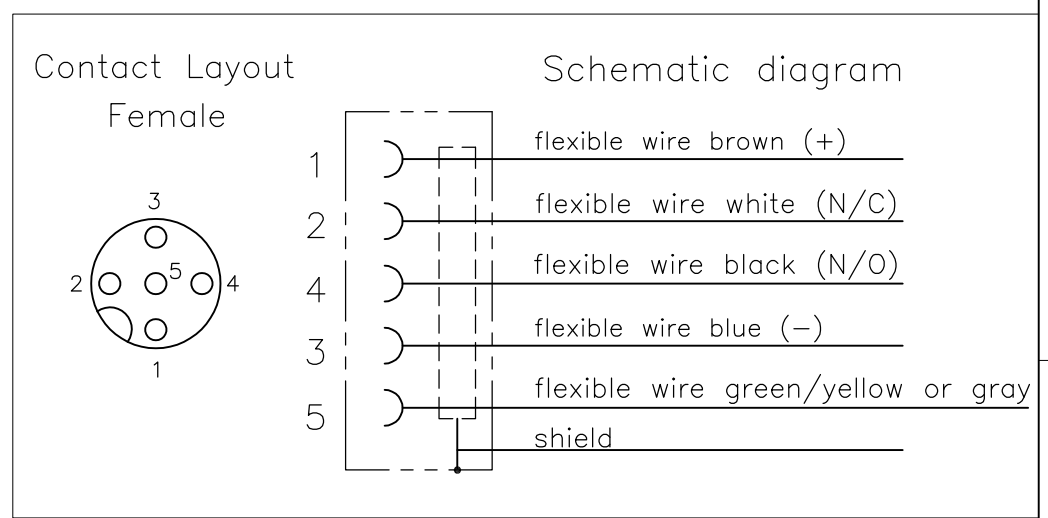 Contact Layout
Female
3
2
5
4
1
Schematic diagram
1
flexible wire brown (+)
2
flexible wire white (N/C)
4
flexible wire black (N/O)
3
flexible wire blue (−)
5
flexible wire green/yellow or gray
shield